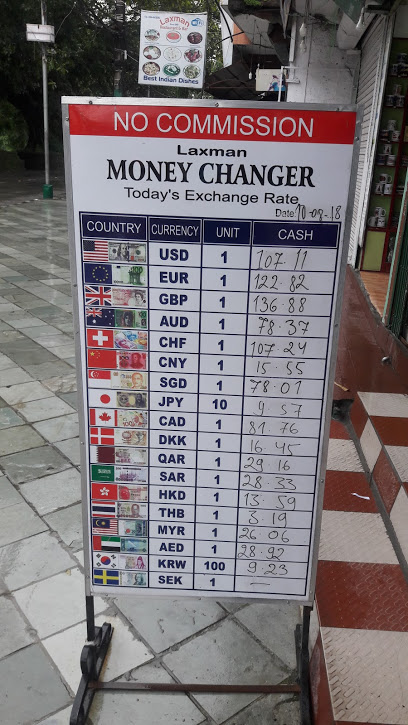 Laxman
Restaurant & Bar
Best Indian Dishes
NO COMMISSION
Laxman
MONEY CHANGER
Today's Exchange Rate
Date: 10-08-18
COUNTRY CURRENCY UNIT CASH
USD 1 107.11
EUR 1 122.82
GBP 1 136.88
AUD 1 78.37
CHF 1 107.24
CNY 1 15.55
SGD 1 78.01
JPY 10 9.57
CAD 1 81.76
DKK 1 16.45
QAR 1 29.16
SAR 1 28.33
HKD 1 13.59
THB 1 3.19
MYR 1 26.06
AED 1 28.92
KRW 100 9.23
SEK 1 —